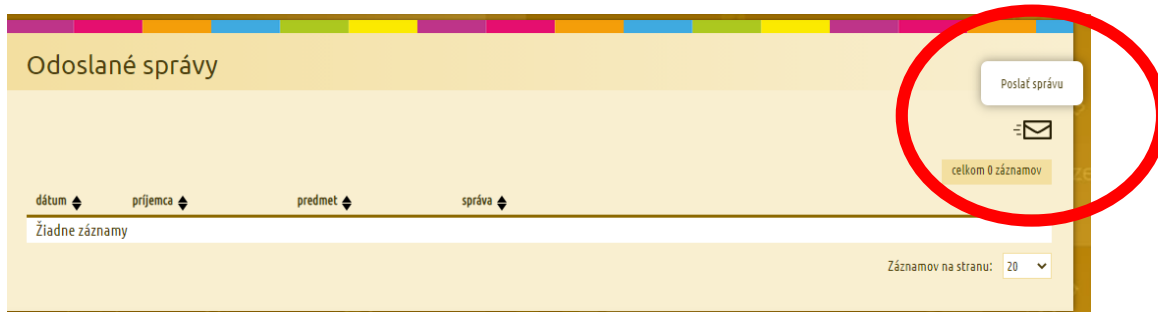 Odoslané správy
Poslať správu
celkom 0 záznamov
dátum príjemca predmet správa
Žiadne záznamy
Záznamov na stranu: 20